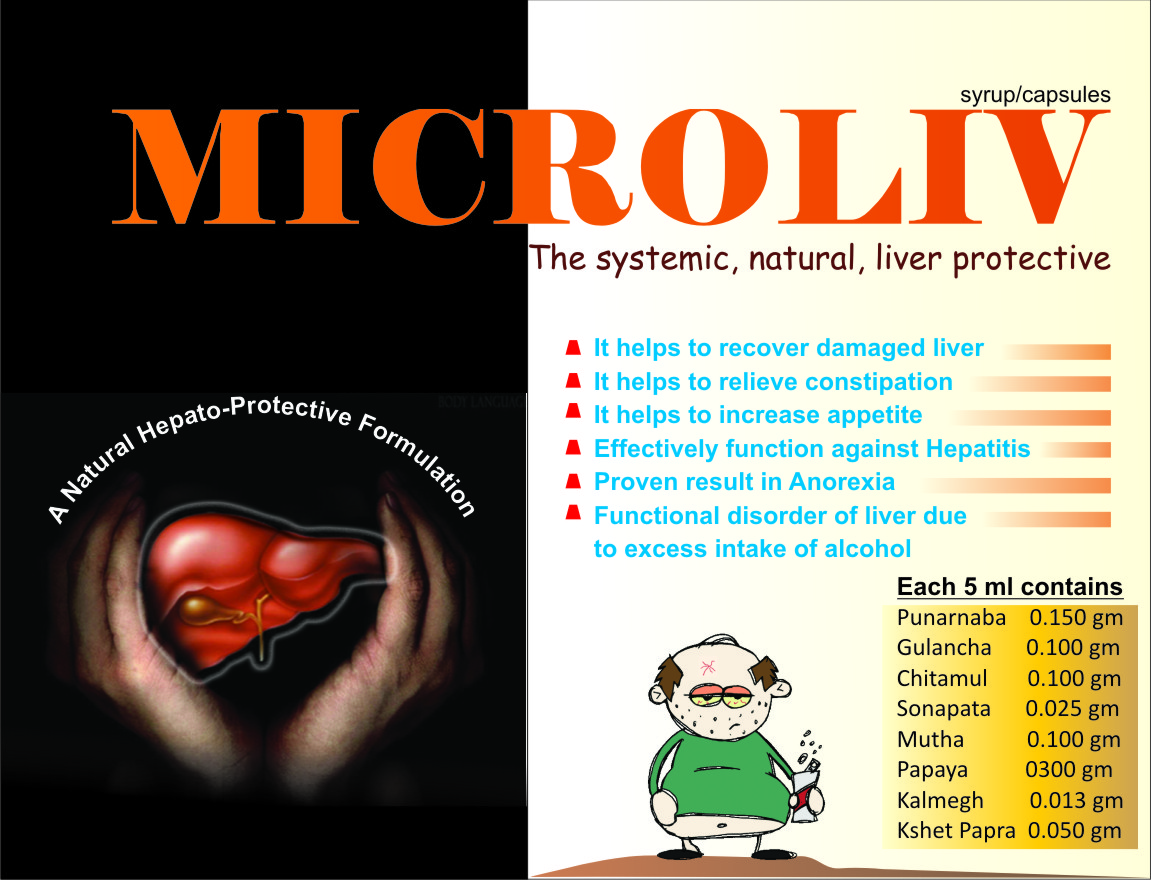 syrup/capsules
MICROLIV
The systemic, natural, liver protective
BODY LANGUAGE
A Natural Hepato-Protective Formulation
It helps to recover damaged liver
It helps to relieve constipation
It helps to increase appetite
Effectively function against Hepatitis
Proven result in Anorexia
Functional disorder of liver due
to excess intake of alcohol
Each 5 ml contains
Punarnaba 0.150 gm
Gulancha 0.100 gm
Chitamul 0.100 gm
Sonapata 0.025 gm
Mutha 0.100 gm
Papaya 0300 gm
Kalmegh 0.013 gm
Kshet Papra 0.050 gm